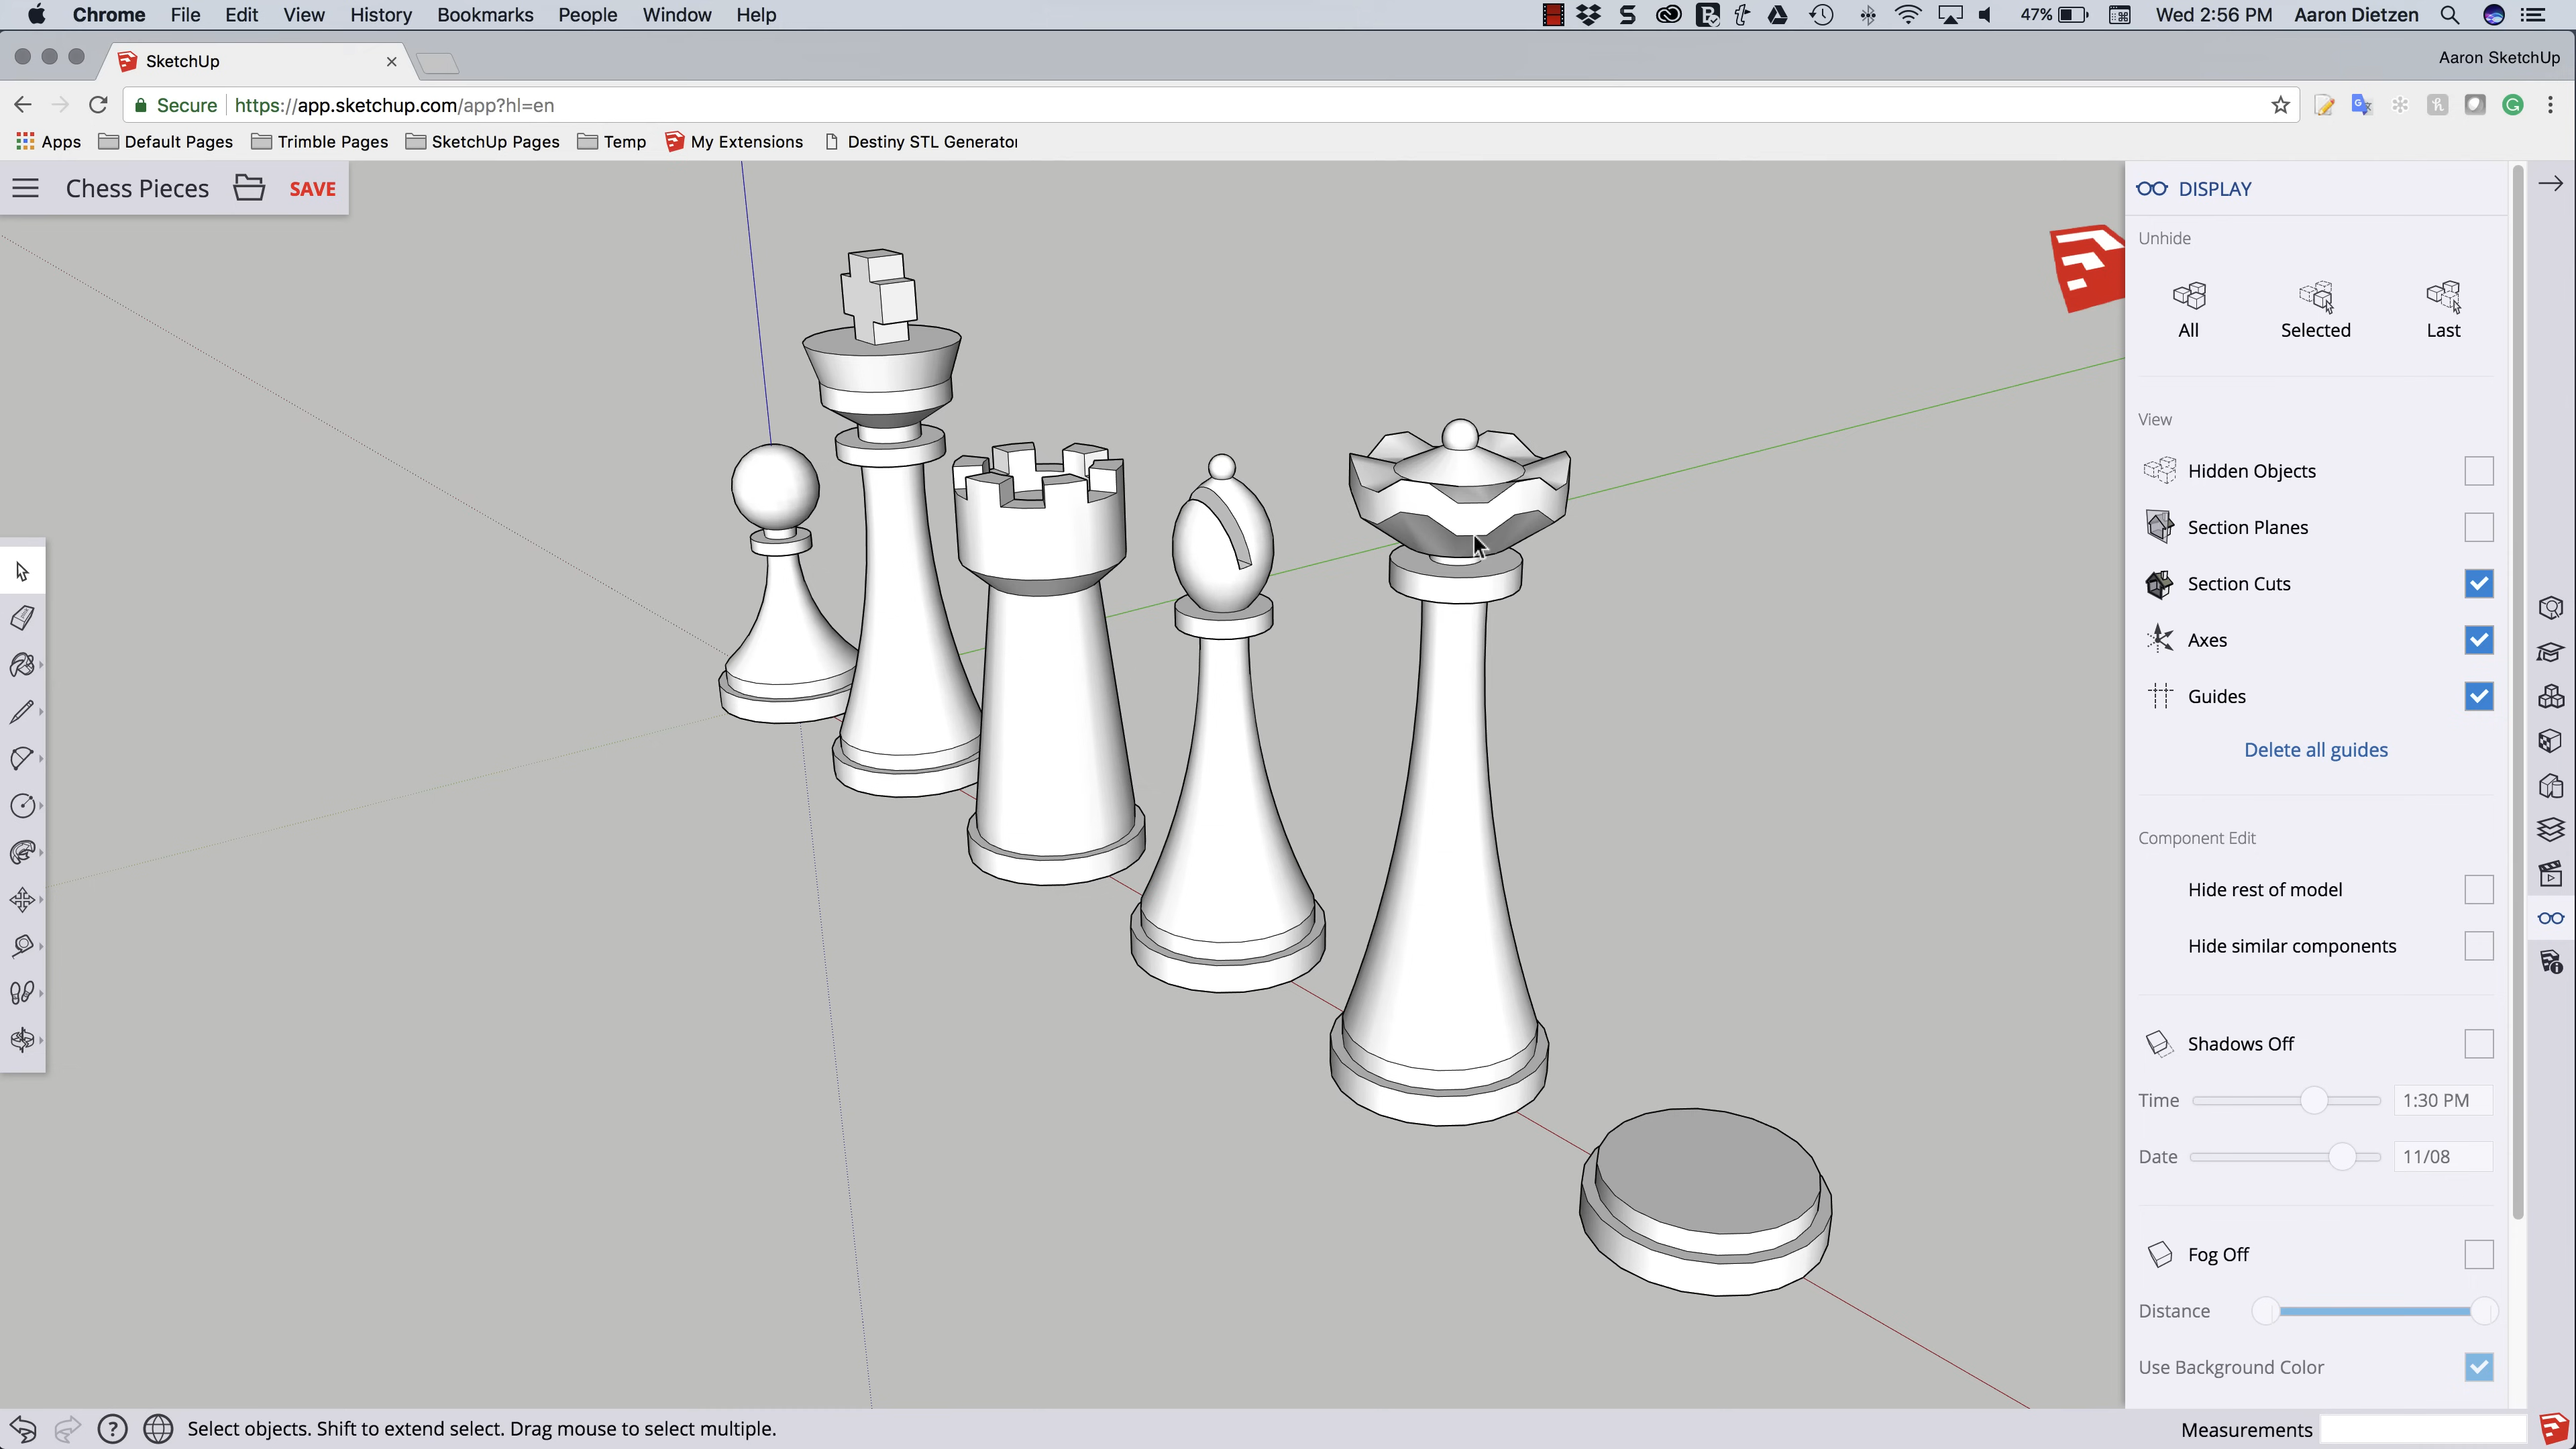 Chrome File Edit View History Bookmarks People Window Help 47% Wed 2:56 PM Aaron Dietzen
SketchUp Aaron SketchUp
Secure https://app.sketchup.com/app?hl=en
Apps Default Pages Trimble Pages SketchUp Pages Temp My Extensions Destiny STL Generator
Chess Pieces SAVE
DISPLAY
Unhide
All Selected Last
View
Hidden Objects
Section Planes
Section Cuts
Axes
Guides
Delete all guides
Component Edit
Hide rest of model
Hide similar components
Shadows Off
Time 1:30 PM
Date 11/08
Fog Off
Distance
Use Background Color
Select objects. Shift to extend select. Drag mouse to select multiple. Measurements